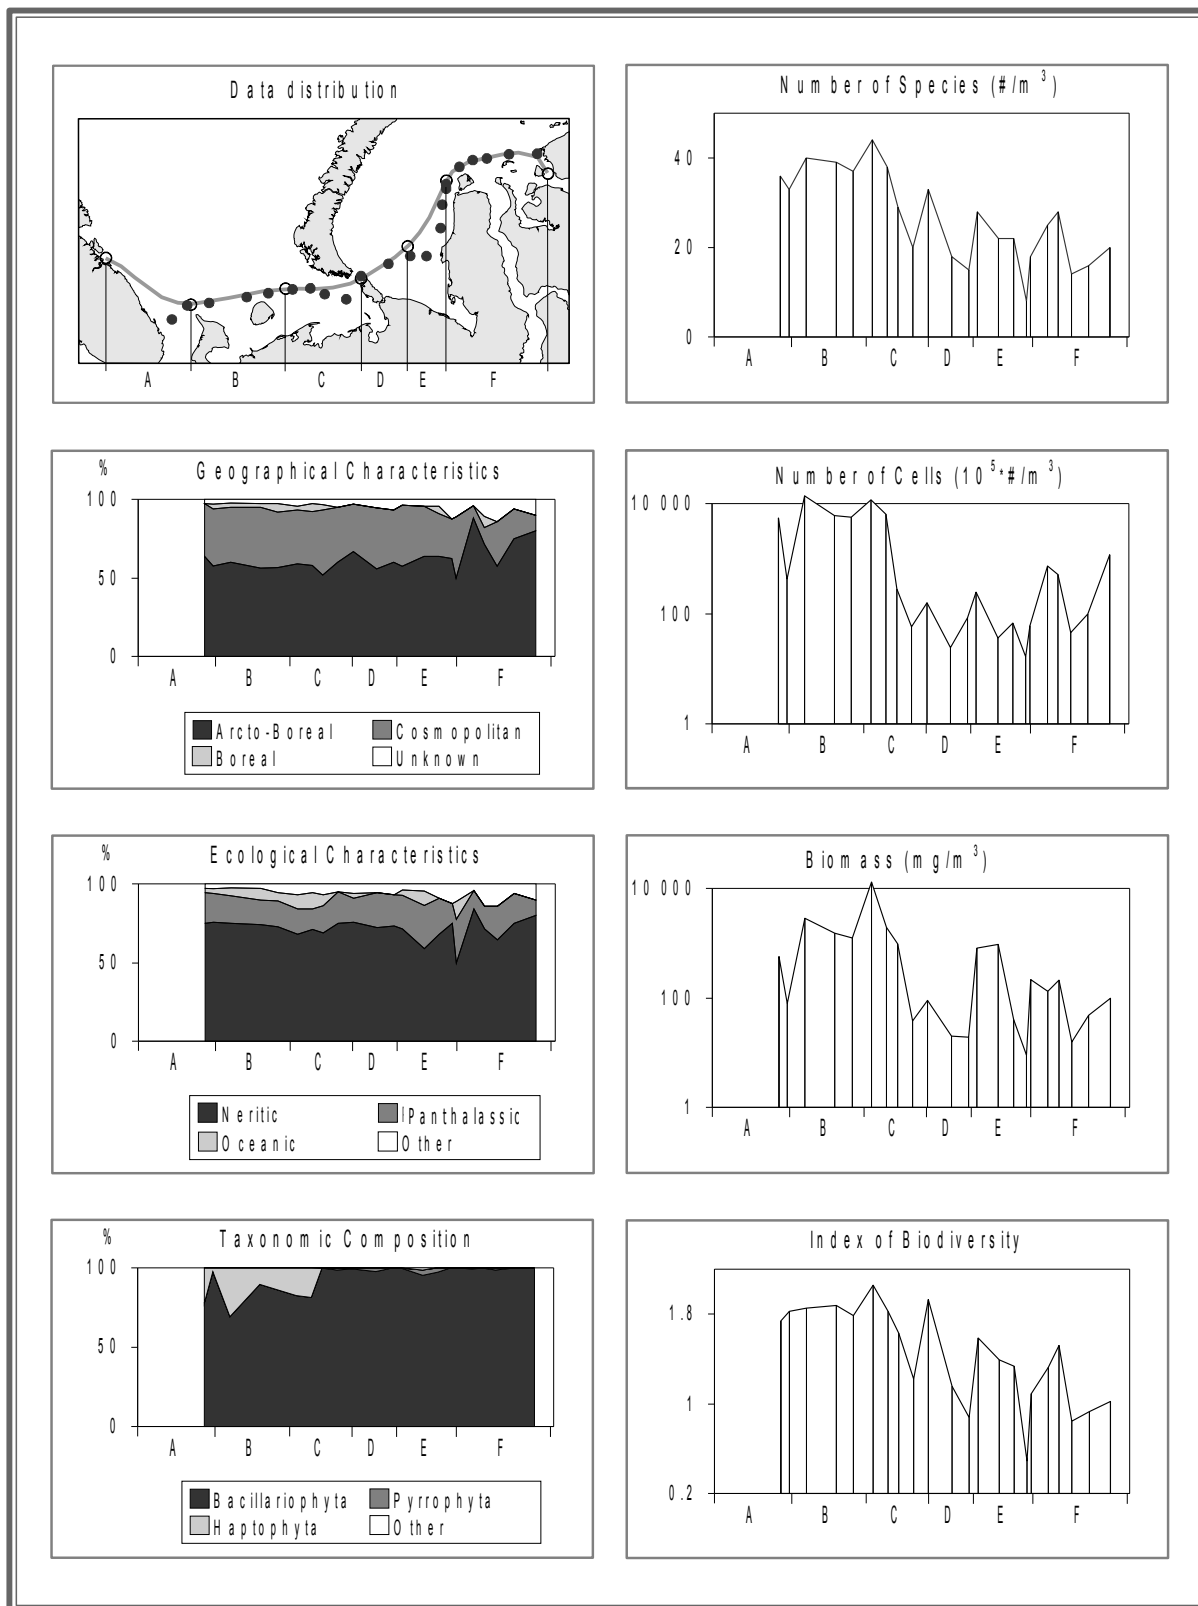 Data distribution
A B C D E F
Number of Species (#/m3)
40
20
0
A B C D E F
% Geographical Characteristics
100
50
0
A B C D E F
Arcto-Boreal Cosmopolitan
Boreal Unknown
Number of Cells (10 5*#/m3)
10 000
100
1
A B C D E F
% Ecological Characteristics
100
50
0
A B C D E F
Neritic Panthalassic
Oceanic Other
Biomass (mg/m3)
10 000
100
1
A B C D E F
% Taxonomic Composition
100
50
0
A B C D E F
Bacillariophyta Pyrrophyta
Haptophyta Other
Index of Biodiversity
1.8
1
0.2
A B C D E F